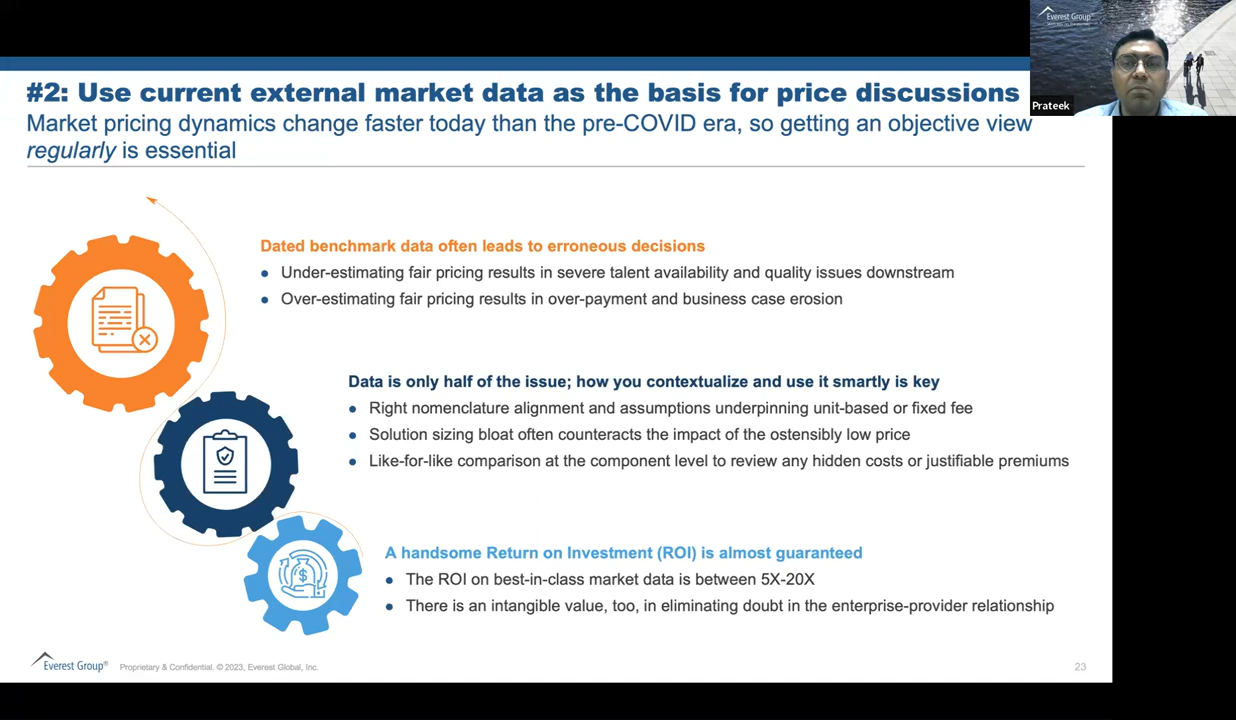 Everest Group®
Prateek
#2: Use current external market data as the basis for price discussions
Market pricing dynamics change faster today than the pre-COVID era, so getting an objective view
regularly is essential
Dated benchmark data often leads to erroneous decisions
● Under-estimating fair pricing results in severe talent availability and quality issues downstream
● Over-estimating fair pricing results in over-payment and business case erosion
Data is only half of the issue; how you contextualize and use it smartly is key
● Right nomenclature alignment and assumptions underpinning unit-based or fixed fee
● Solution sizing bloat often counteracts the impact of the ostensibly low price
● Like-for-like comparison at the component level to review any hidden costs or justifiable premiums
$
A handsome Return on Investment (ROI) is almost guaranteed
● The ROI on best-in-class market data is between 5X-20X
● There is an intangible value, too, in eliminating doubt in the enterprise-provider relationship
Everest Group® Proprietary & Confidential. © 2023, Everest Global, Inc.
23